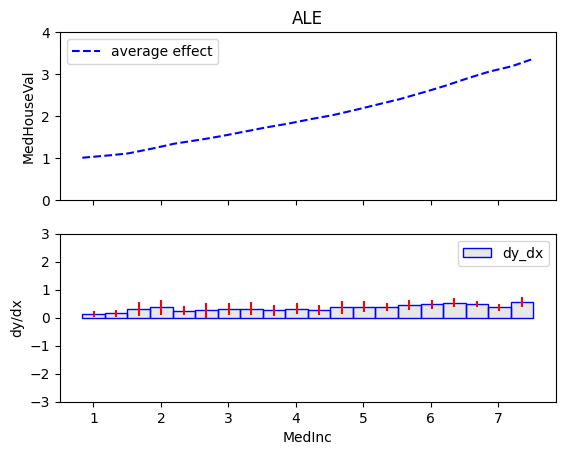 ALE
average effect
MedHouseVal
4
3
2
1
0
dy_dx
dy/dx
3
2
1
0
−1
−2
−3
1 2 3 4 5 6 7
MedInc